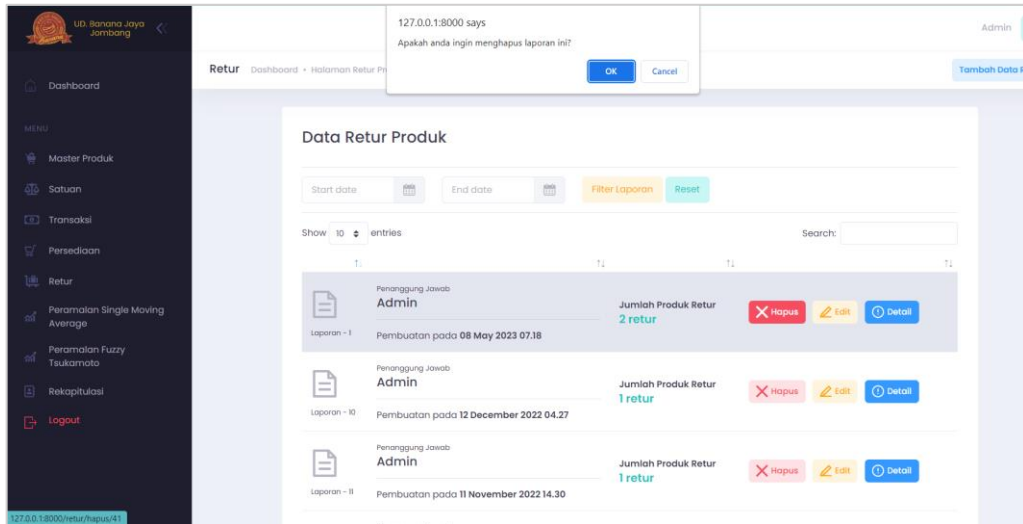 UD. Banana Jaya
Jombang
127.0.0.1:8000 says
Apakah anda ingin menghapus laporan ini?
OK
Cancel
Admin
Retur
Dashboard • Halaman Retur Pr
Tambah Data R
Dashboard
MENU
Master Produk
Satuan
Transaksi
Persediaan
Retur
Peramalan Single Moving
Average
Peramalan Fuzzy
Tsukamoto
Rekapitulasi
Logout
127.0.0.1:8000/retur/hapus/41
Data Retur Produk
Start date
End date
Filter Laporan
Reset
Show 10 entries
Search:
Laporan - 1
Penanggung Jawab
Admin
Pembuatan pada 08 May 2023 07.18
Jumlah Produk Retur
2 retur
Hapus
Edit
Detail
Laporan - 10
Penanggung Jawab
Admin
Pembuatan pada 12 December 2022 04.27
Jumlah Produk Retur
1 retur
Hapus
Edit
Detail
Laporan - 11
Penanggung Jawab
Admin
Pembuatan pada 11 November 2022 14.30
Jumlah Produk Retur
1 retur
Hapus
Edit
Detail